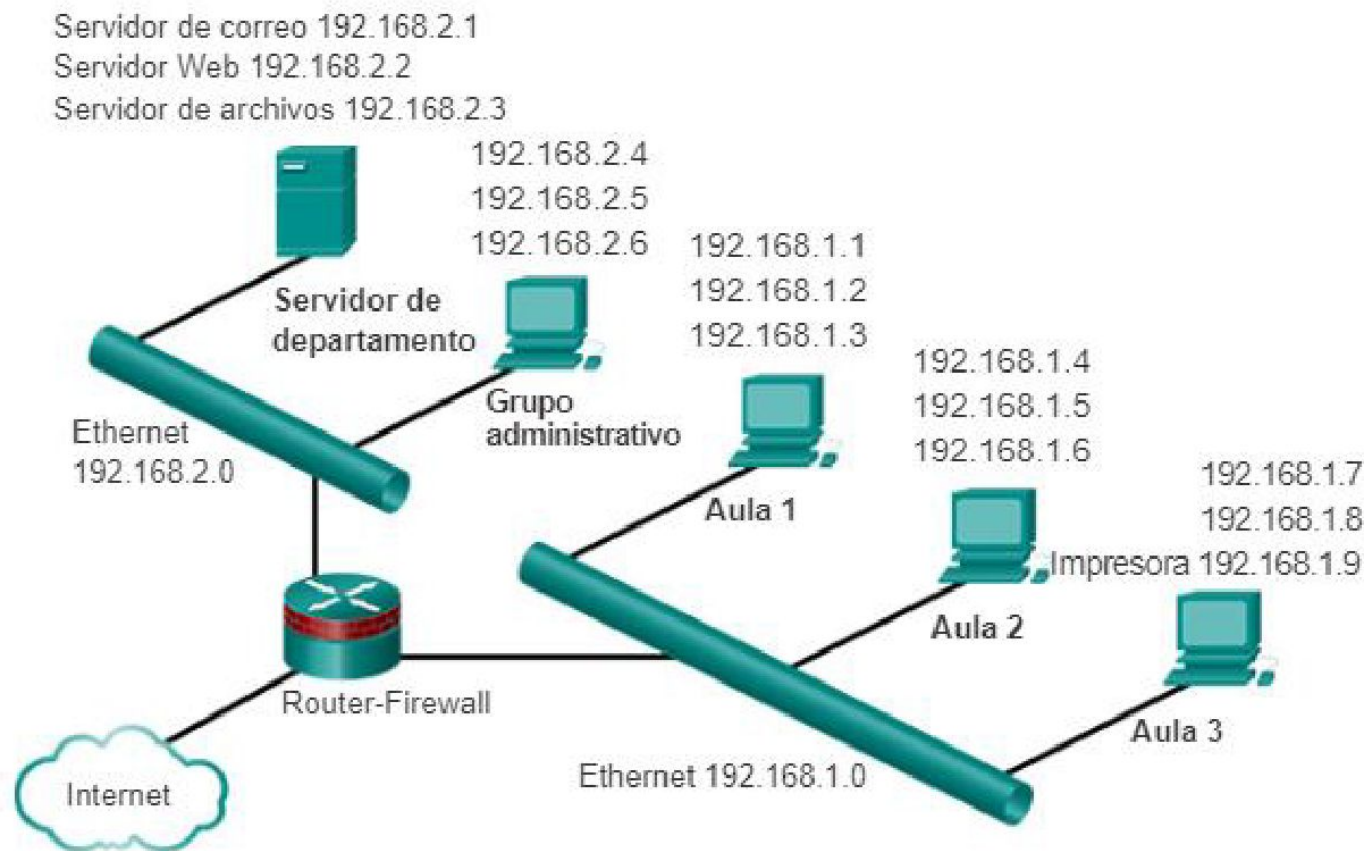 Servidor de correo 192.168.2.1
Servidor Web 192.168.2.2
Servidor de archivos 192.168.2.3
192.168.2.4
192.168.2.5
192.168.2.6
Servidor de
departamento
192.168.1.1
192.168.1.2
192.168.1.3
Grupo
administrativo
192.168.1.4
192.168.1.5
192.168.1.6
Ethernet
192.168.2.0
Aula 1
192.168.1.7
192.168.1.8
Impresora 192.168.1.9
Aula 2
Router-Firewall
Aula 3
Ethernet 192.168.1.0
Internet